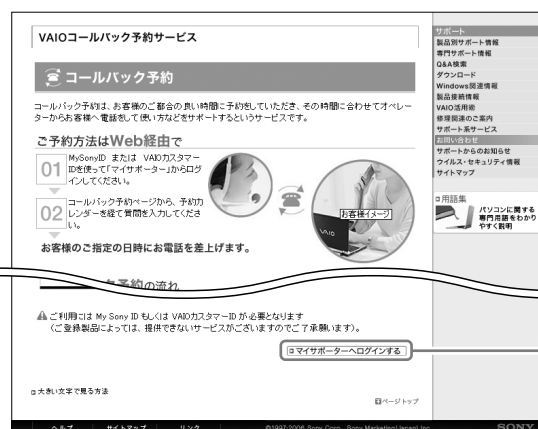 VAIOコールバック予約サービス
コールバック予約
コールバック予約は、お客様のご都合の良い時間に予約をしていただき、その時間に合わせてオペレー
ターからお客様へ電話をして使い方などをサポートするというサービスです。
ご予約方法はWeb経由で
01
MySonyID または VAIOカスタマー
IDを使って「マイサポーター」からログ
インしてください。
02
コールバック予約ページから、予約カ
レンダーを経て質問を入力してくださ
い。
お客様イメージ
VAIO
お客様のご指定の日時にお電話を差上げます。
ク予約の流れ
ご利用には My Sony ID もしくは VAIOカスタマーID が必要となります
(ご登録製品によっては、提供できないサービスがございますのでご了承願います)。
マイサポーターへログインする
大きい文字で見る方法
ページトップ
サポート
製品別サポート情報
専門サポート情報
Q&A検索
ダウンロード
Windows関連情報
製品接続情報
VAIO活用術
修理関連のご案内
サポート系サービス
お問い合わせ
サポートからのお知らせ
ウイルス・セキュリティ情報
サイトマップ
用語集
パソコンに関する
専門用語をわかり
やすく説明
ヘルプ
サイトマップ
リンク
©1997-2006 Sony Corp., Sony Marketing(Japan) Inc.
SONY